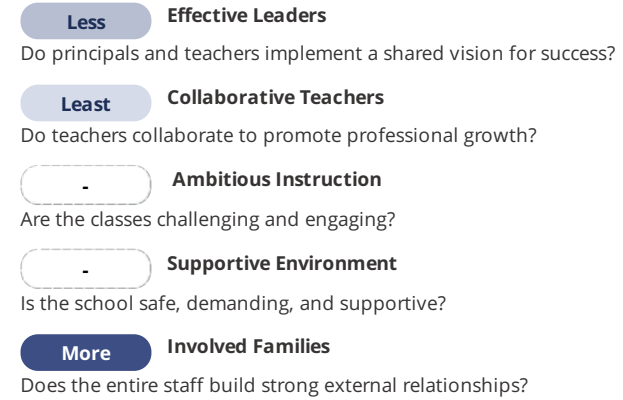 Less Effective Leaders
Do principals and teachers implement a shared vision for success?
Least Collaborative Teachers
Do teachers collaborate to promote professional growth?
- Ambitious Instruction
Are the classes challenging and engaging?
- Supportive Environment
Is the school safe, demanding, and supportive?
More Involved Families
Does the entire staff build strong external relationships?